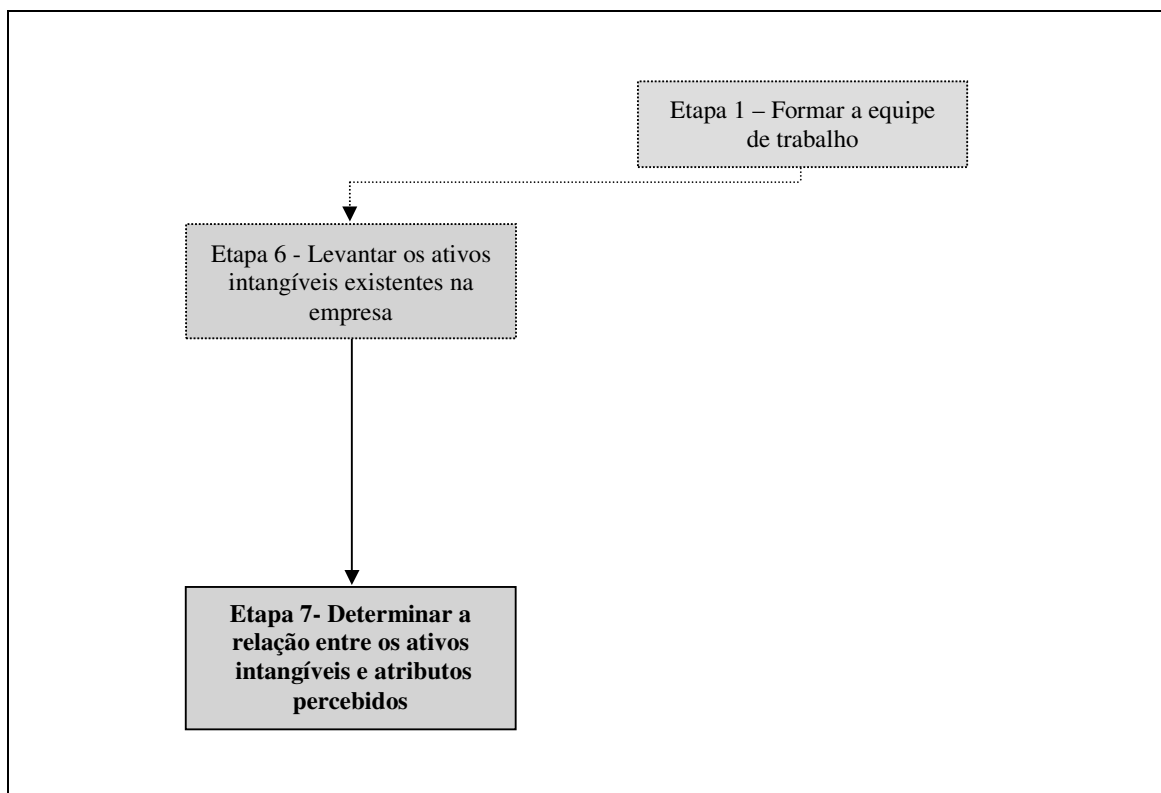 Etapa 1 – Formar a equipe
de trabalho
Etapa 6 - Levantar os ativos
intangíveis existentes na
empresa
Etapa 7- Determinar a
relação entre os ativos
intangíveis e atributos
percebidos